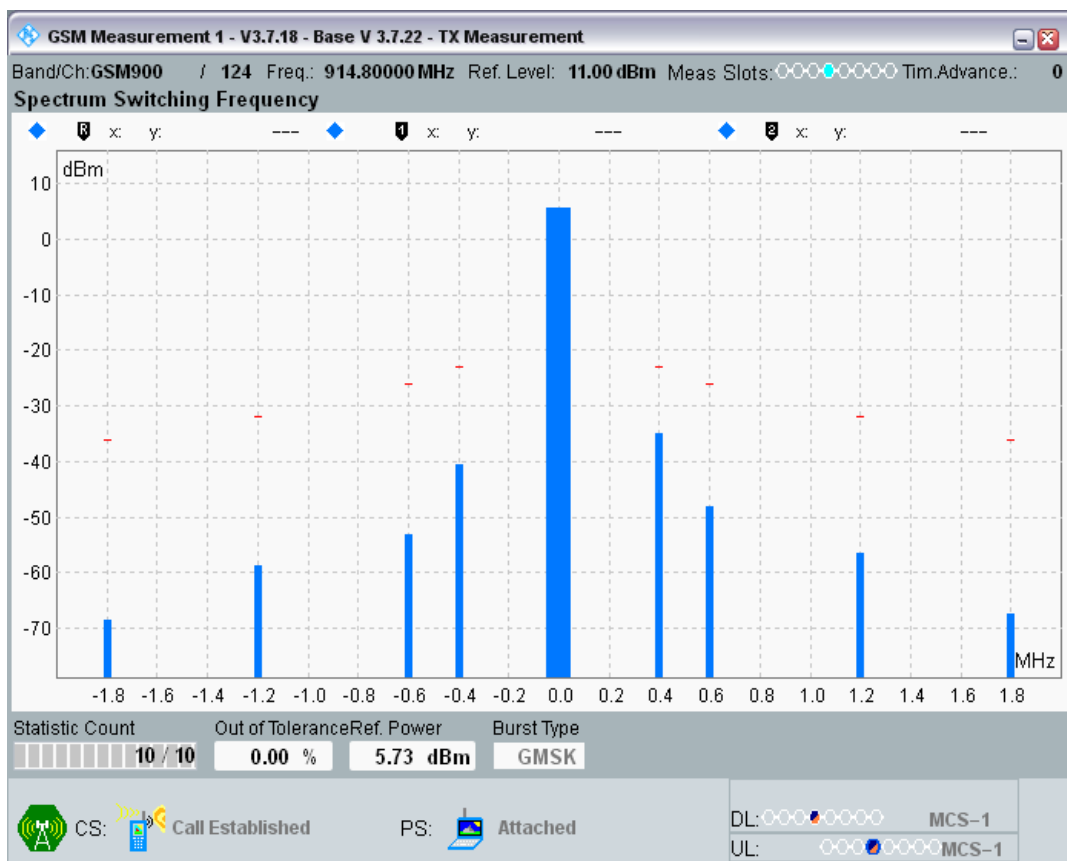 GSM Measurement 1 - V3.7.18 - Base V 3.7.22 - TX Measurement
Band/Ch:GSM900 / 124 Freq.: 914.80000 MHz Ref. Level: 11.00 dBm Meas Slots: Tim.Advance.: 0
Spectrum Switching Frequency
R x: y: --- 1 x: y: --- 2 x: y: ---
dBm
10
0
-10
-20
-30
-40
-50
-60
-70
MHz
-1.8 -1.6 -1.4 -1.2 -1.0 -0.8 -0.6 -0.4 -0.2 0.0 0.2 0.4 0.6 0.8 1.0 1.2 1.4 1.6 1.8
Statistic Count Out of Tolerance Ref. Power Burst Type
10 / 10 0.00 % 5.73 dBm GMSK
CS: Call Established PS: Attached DL: MCS-1
UL: MCS-1